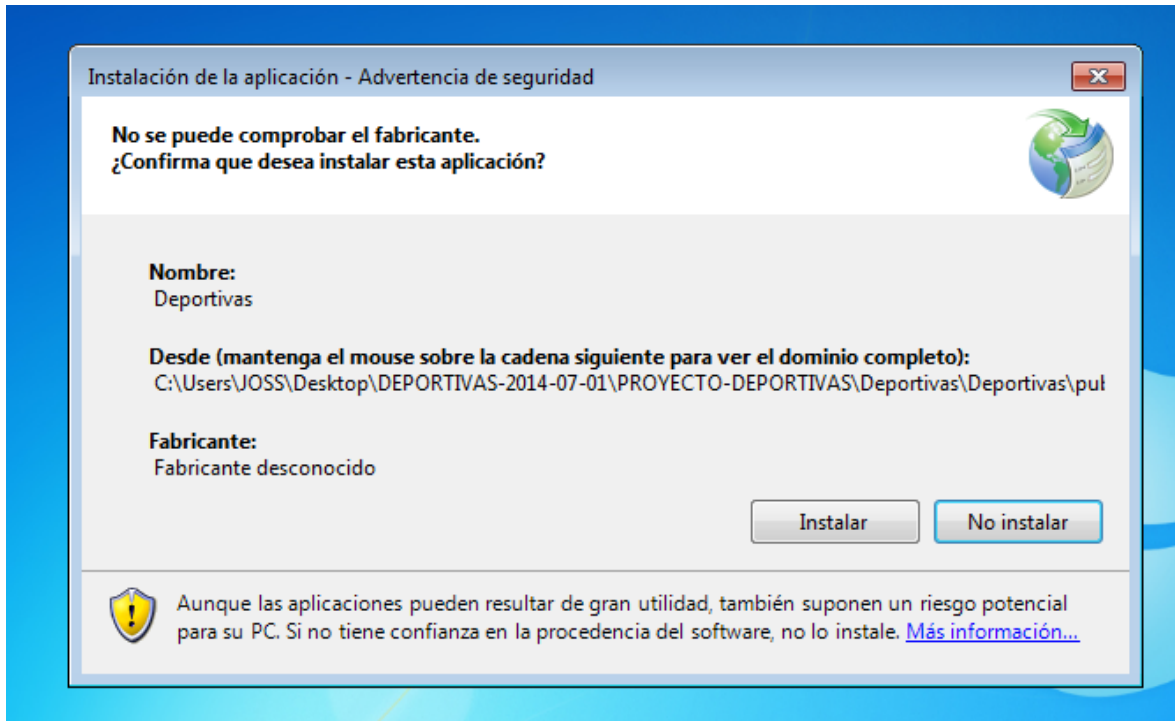 Instalación de la aplicación - Advertencia de seguridad
No se puede comprobar el fabricante.
¿Confirma que desea instalar esta aplicación?
Nombre:
Deportivas
Desde (mantenga el mouse sobre la cadena siguiente para ver el dominio completo):
C:\Users\JOSS\Desktop\DEPORTIVAS-2014-07-01\PROYECTO-DEPORTIVAS\Deportivas\Deportivas\pul
Fabricante:
Fabricante desconocido
Instalar No instalar
Aunque las aplicaciones pueden resultar de gran utilidad, también suponen un riesgo potencial
para su PC. Si no tiene confianza en la procedencia del software, no lo instale. Más información...